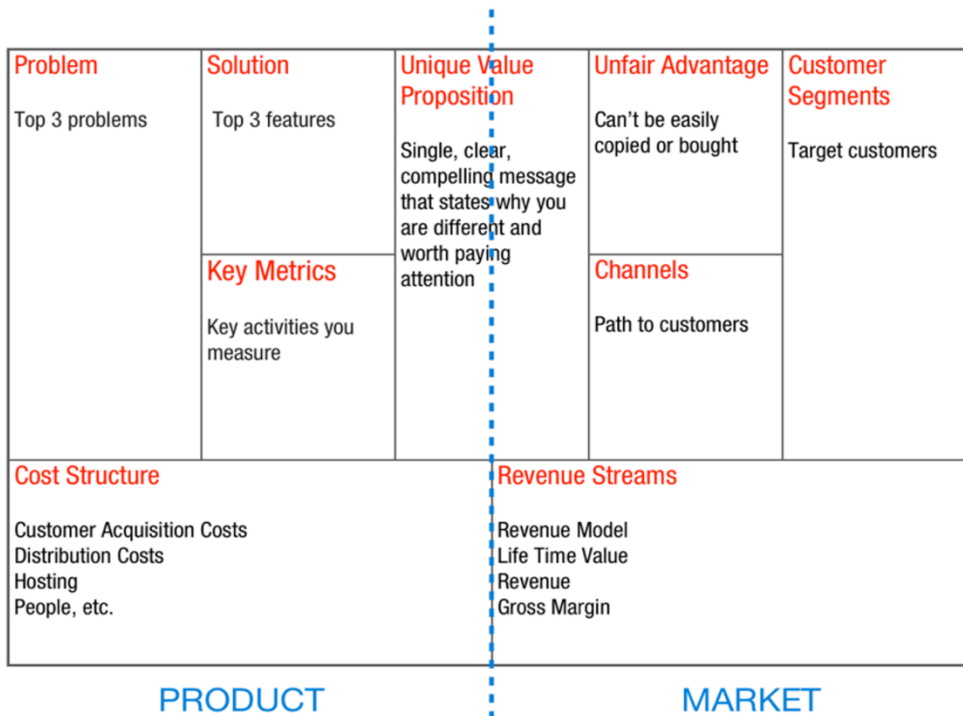 Problem
Top 3 problems
Solution
Top 3 features
Key Metrics
Key activities you
measure
Unique Value
Proposition
Single, clear,
compelling message
that states why you
are different and
worth paying
attention
Unfair Advantage
Can't be easily
copied or bought
Channels
Path to customers
Customer
Segments
Target customers
Cost Structure
Customer Acquisition Costs
Distribution Costs
Hosting
People, etc.
Revenue Streams
Revenue Model
Life Time Value
Revenue
Gross Margin
PRODUCT
MARKET